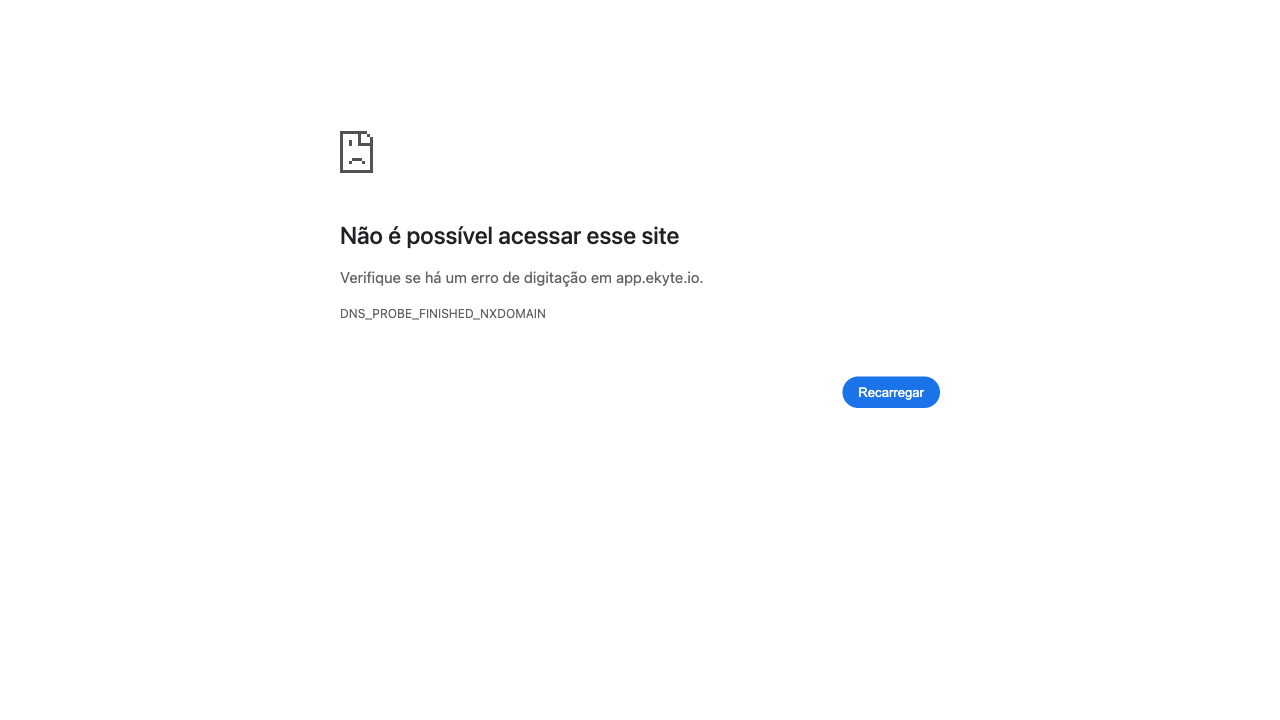 Não é possível acessar esse site
Verifique se há um erro de digitação em app.ekyte.io.
DNS_PROBE_FINISHED_NXDOMAIN
Recarregar